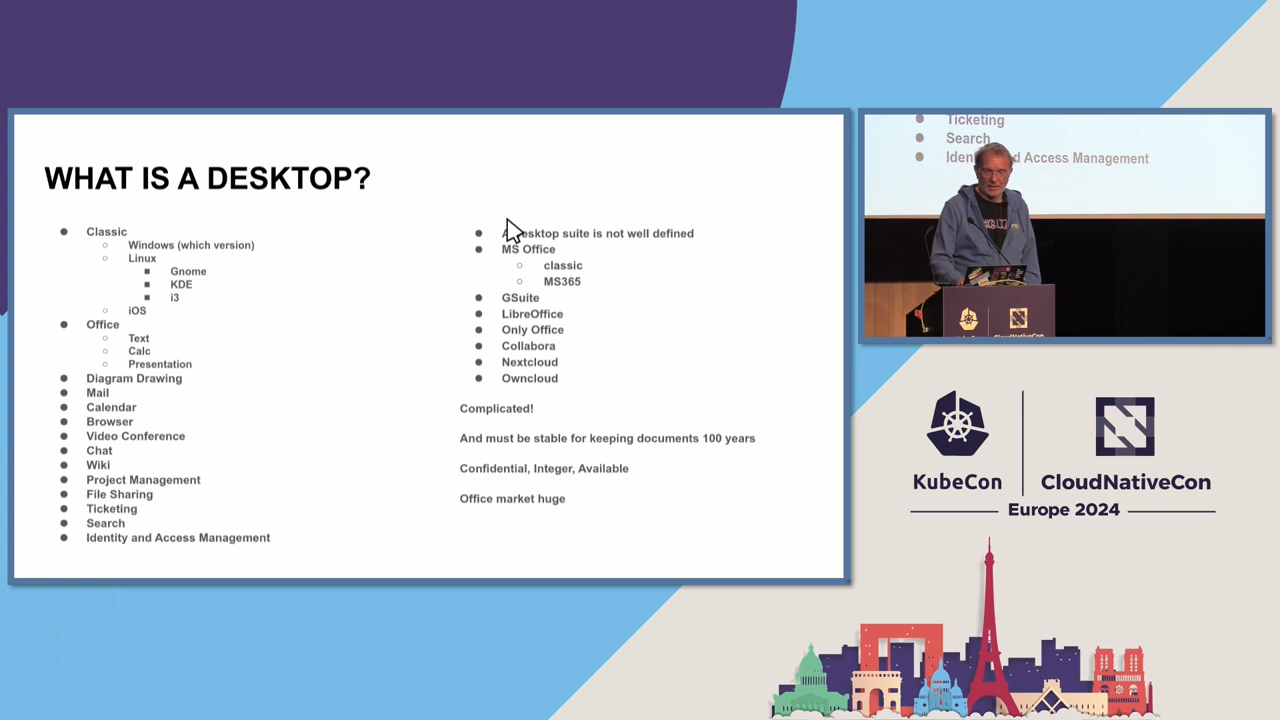 WHAT IS A DESKTOP?
Classic
Windows (which version)
Linux
Gnome
KDE
i3
iOS
Office
Text
Calc
Presentation
Diagram Drawing
Mail
Calendar
Browser
Video Conference
Chat
Wiki
Project Management
File Sharing
Ticketing
Search
Identity and Access Management
suite is not well defined
MS Office
classic
MS365
GSuite
LibreOffice
Only Office
Collabora
Nextcloud
Owncloud
Complicated!
And must be stable for keeping documents 100 years
Confidential, Integer, Available
Office market huge
Ticketing
Search
Access Management
KubeCon
CloudNativeCon
Europe 2024